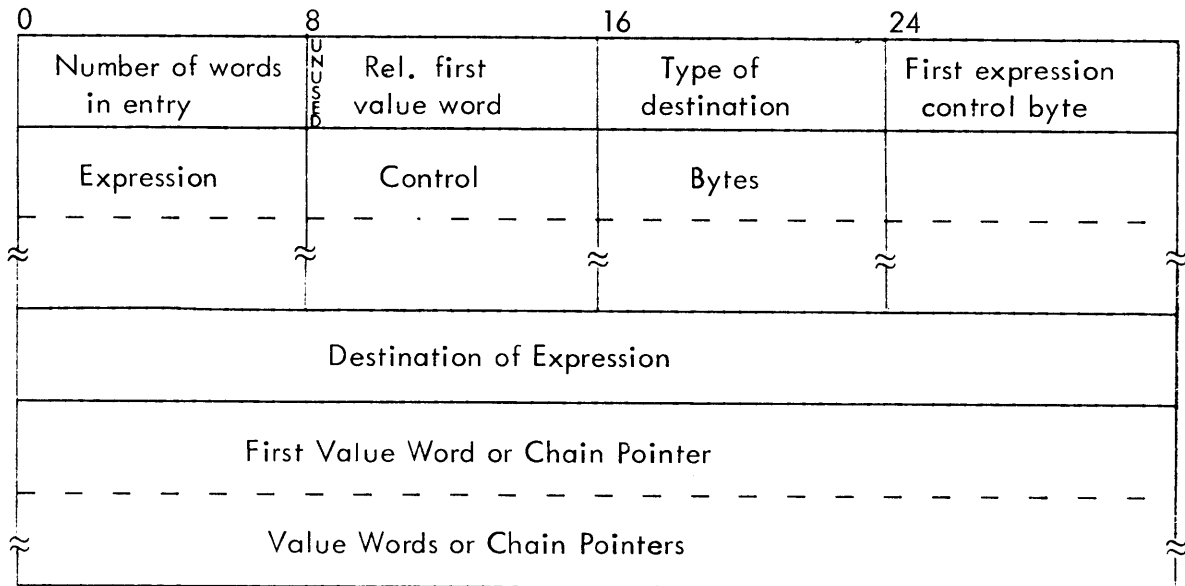 0 8 16 24
Number of words UNUSED Rel. first Type of First expression
in entry value word destination control byte
Expression Control Bytes
Destination of Expression
First Value Word or Chain Pointer
Value Words or Chain Pointers